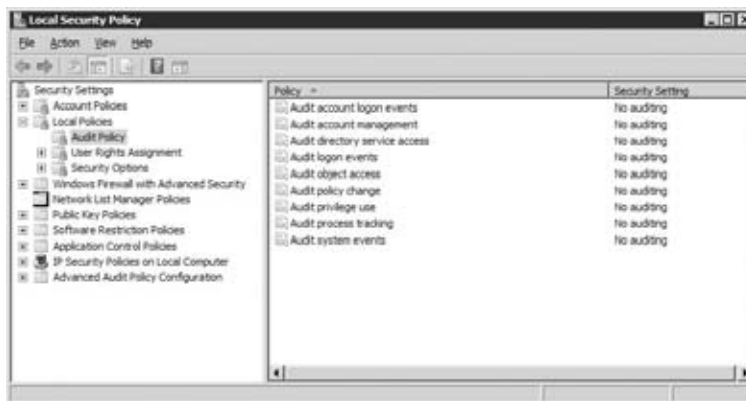 Local Security Policy
File Action View Help
Security Settings
Account Policies
Local Policies
Audit Policy
User Rights Assignment
Security Options
Windows Firewall with Advanced Security
Network List Manager Policies
Public Key Policies
Software Restriction Policies
Application Control Policies
IP Security Policies on Local Computer
Advanced Audit Policy Configuration
Policy Security Setting
Audit account logon events No auditing
Audit account management No auditing
Audit directory service access No auditing
Audit logon events No auditing
Audit object access No auditing
Audit policy change No auditing
Audit privilege use No auditing
Audit process tracking No auditing
Audit system events No auditing